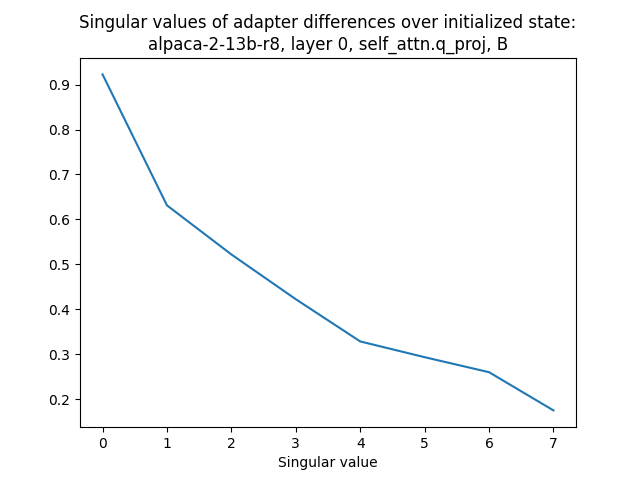 Singular values of adapter differences over initialized state:
alpaca-2-13b-r8, layer 0, self_attn.q_proj, B
0.9
0.8
0.7
0.6
0.5
0.4
0.3
0.2
0 1 2 3 4 5 6 7
Singular value